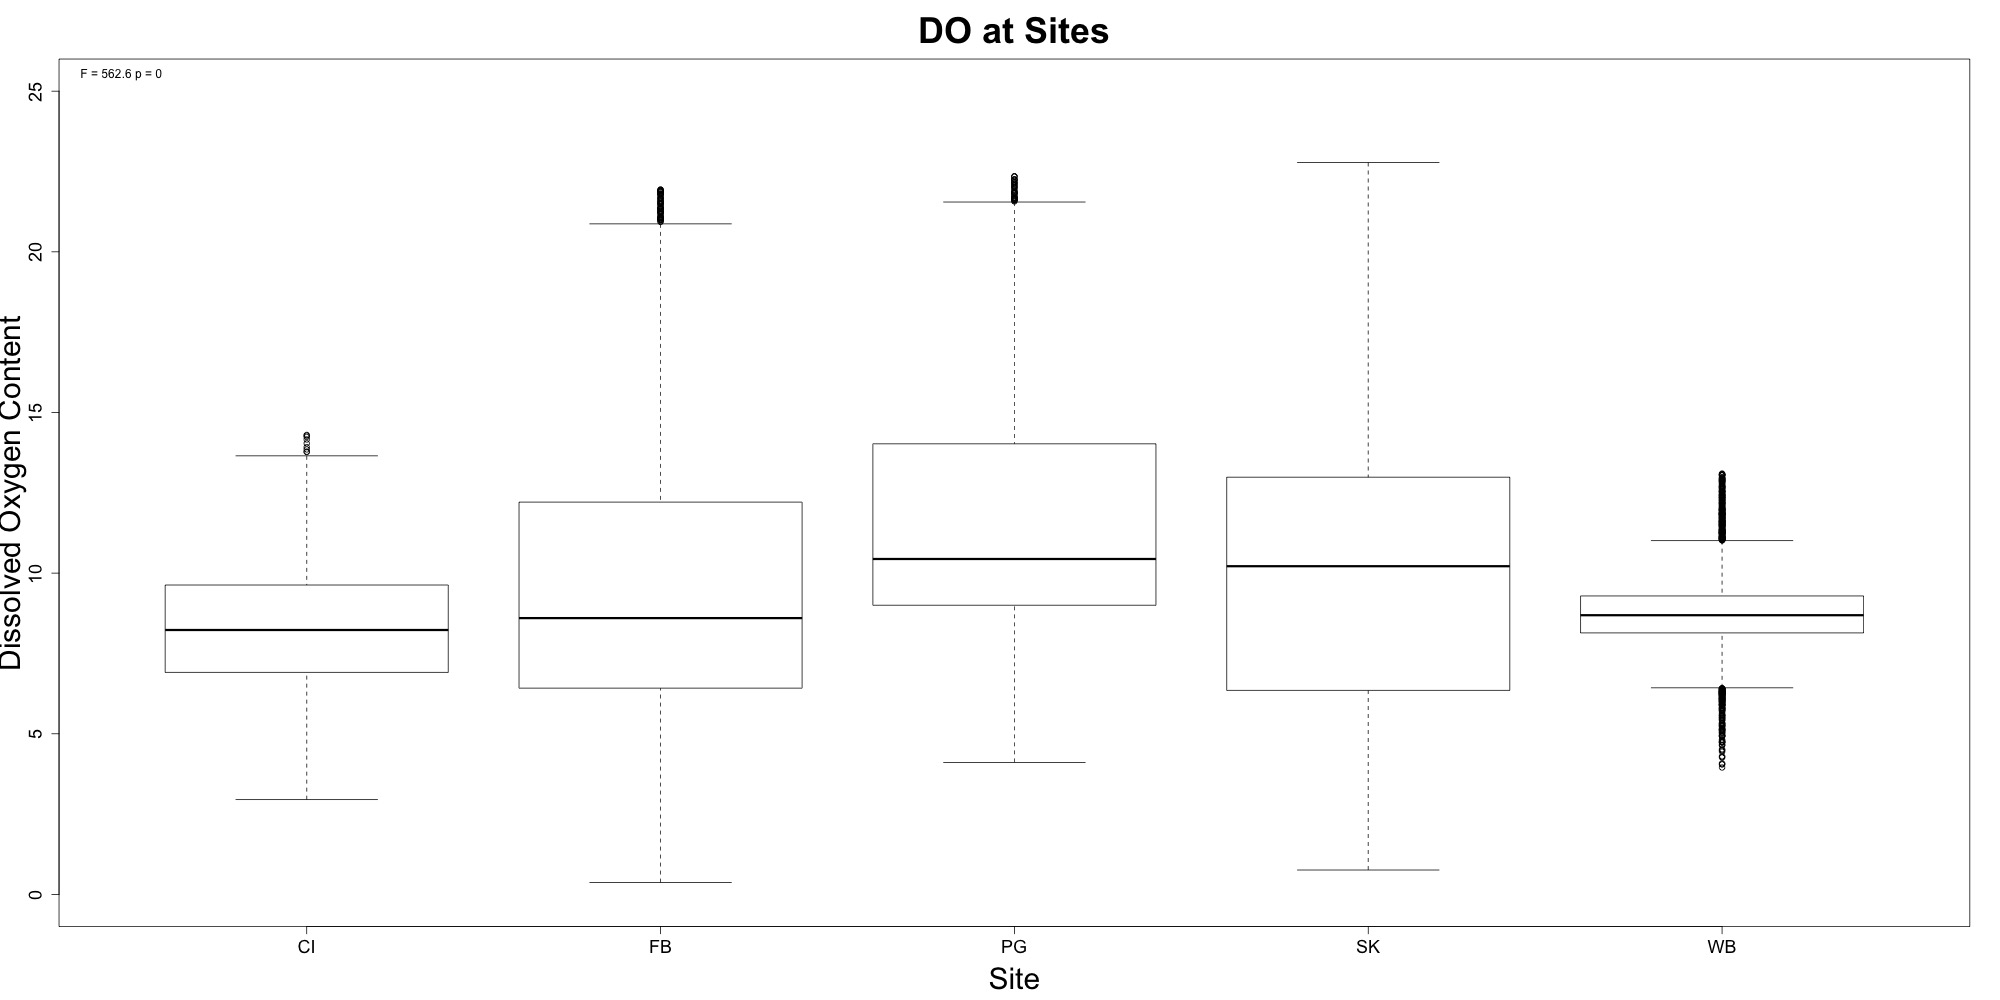 DO at Sites
F = 562.6 p = 0
25
20
15
10
5
0
Dissolved Oxygen Content
CI FB PG SK WB
Site